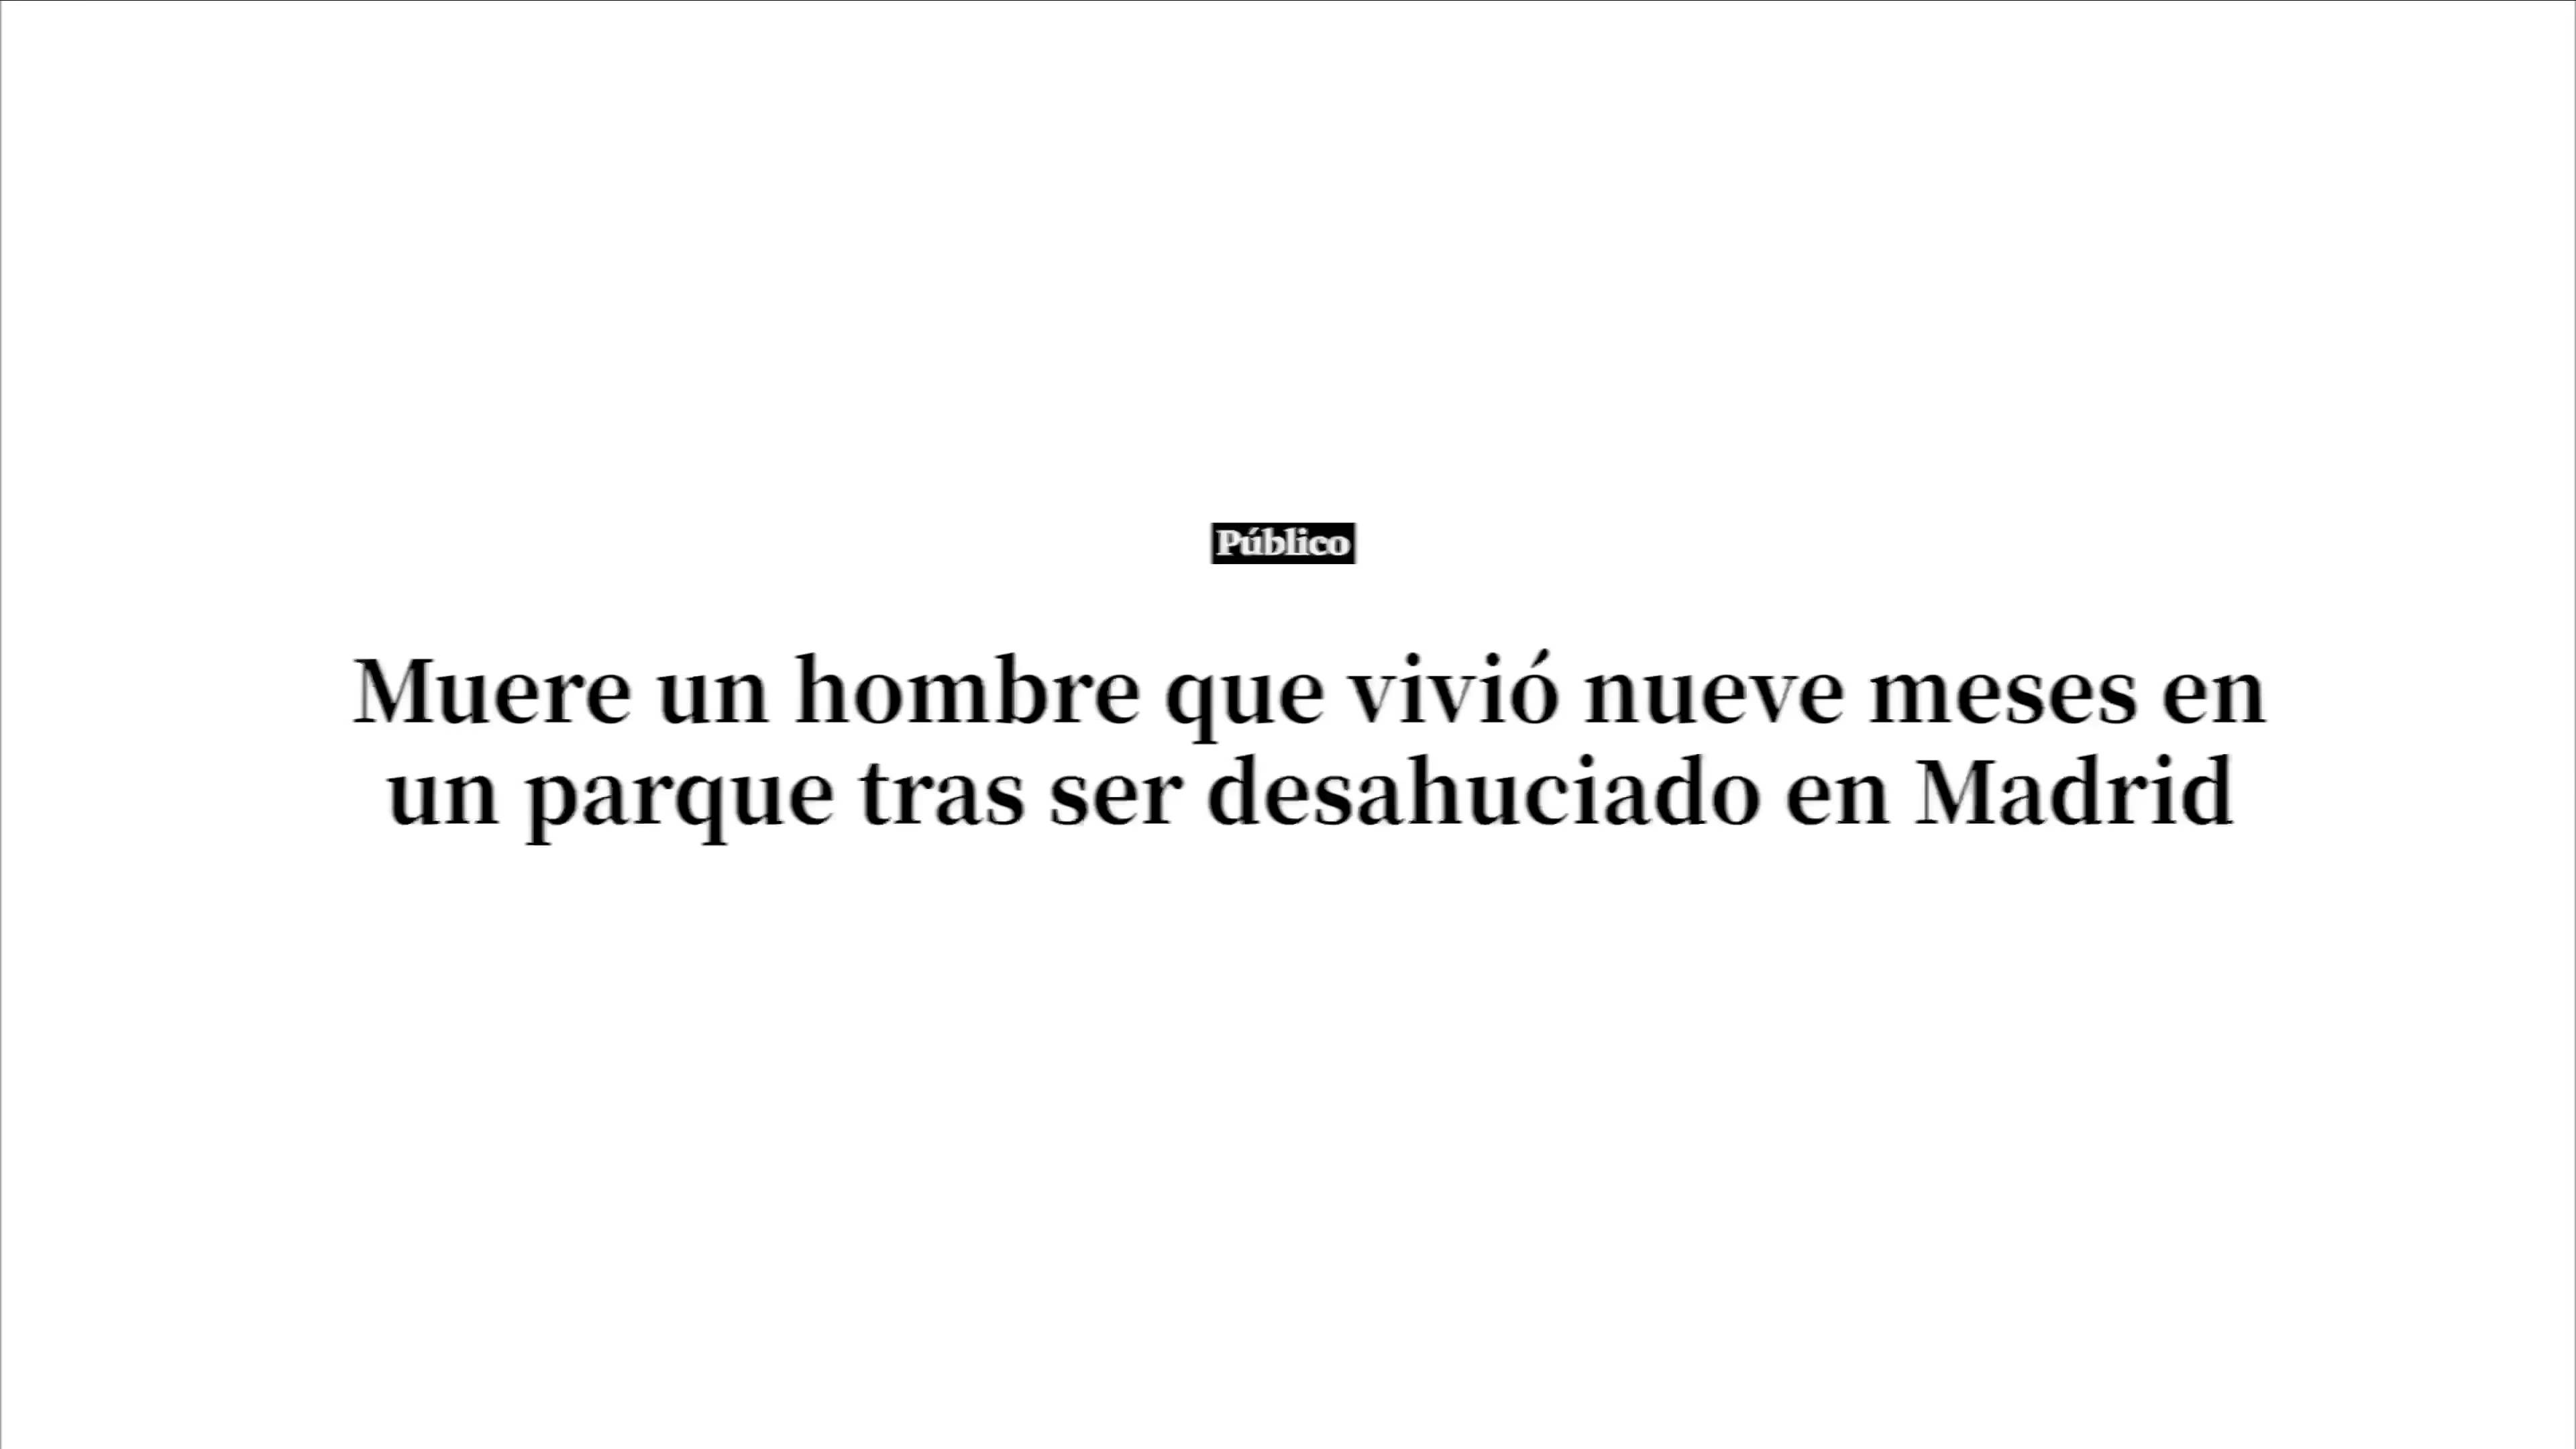 Público
Muere un hombre que vivió nueve meses en
un parque tras ser desahuciado en Madrid